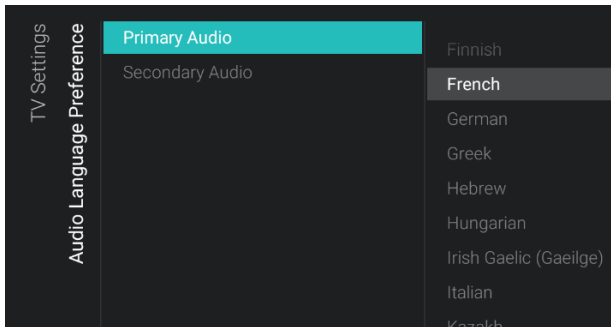 TV Settings
Audio Language Preference
Primary Audio
Secondary Audio
Finnish
French
German
Greek
Hebrew
Hungarian
Irish Gaelic (Gaeilge)
Italian
Kazakh